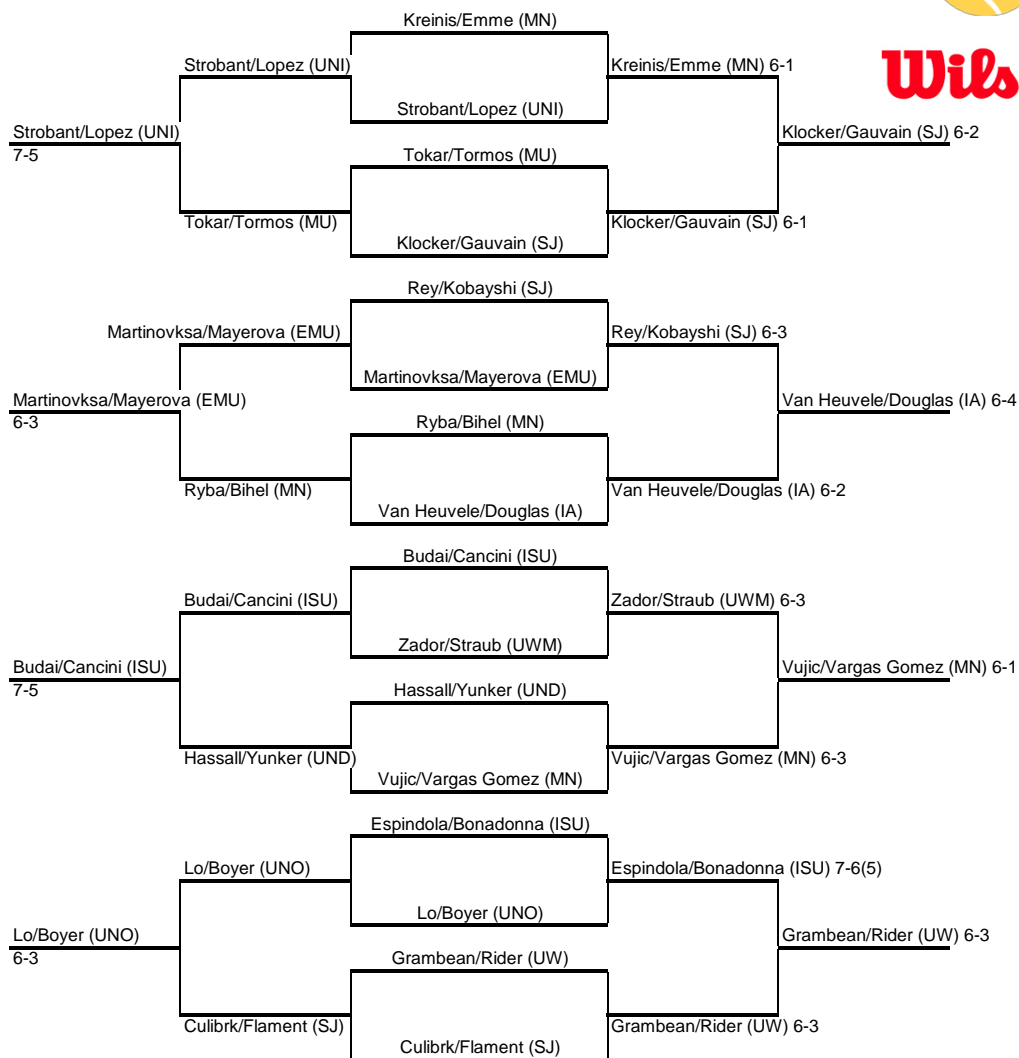 Kreinis/Emme (MN)
Strobant/Lopez (UNI)
Kreinis/Emme (MN) 6-1
Wils
Strobant/Lopez (UNI)
Strobant/Lopez (UNI)
7-5
Klocker/Gauvain (SJ) 6-2
Tokar/Tormos (MU)
Tokar/Tormos (MU)
Klocker/Gauvain (SJ) 6-1
Klocker/Gauvain (SJ)
Rey/Kobayshi (SJ)
Martinovksa/Mayerova (EMU)
Rey/Kobayshi (SJ) 6-3
Martinovksa/Mayerova (EMU)
Martinovksa/Mayerova (EMU)
6-3
Van Heuvele/Douglas (IA) 6-4
Ryba/Bihel (MN)
Ryba/Bihel (MN)
Van Heuvele/Douglas (IA) 6-2
Van Heuvele/Douglas (IA)
Budai/Cancini (ISU)
Budai/Cancini (ISU)
Zador/Straub (UWM) 6-3
Zador/Straub (UWM)
Budai/Cancini (ISU)
7-5
Vujic/Vargas Gomez (MN) 6-1
Hassall/Yunker (UND)
Hassall/Yunker (UND)
Vujic/Vargas Gomez (MN) 6-3
Vujic/Vargas Gomez (MN)
Espindola/Bonadonna (ISU)
Lo/Boyer (UNO)
Espindola/Bonadonna (ISU) 7-6(5)
Lo/Boyer (UNO)
Lo/Boyer (UNO)
6-3
Grambean/Rider (UW) 6-3
Grambean/Rider (UW)
Culibrk/Flament (SJ)
Grambean/Rider (UW) 6-3
Culibrk/Flament (SJ)